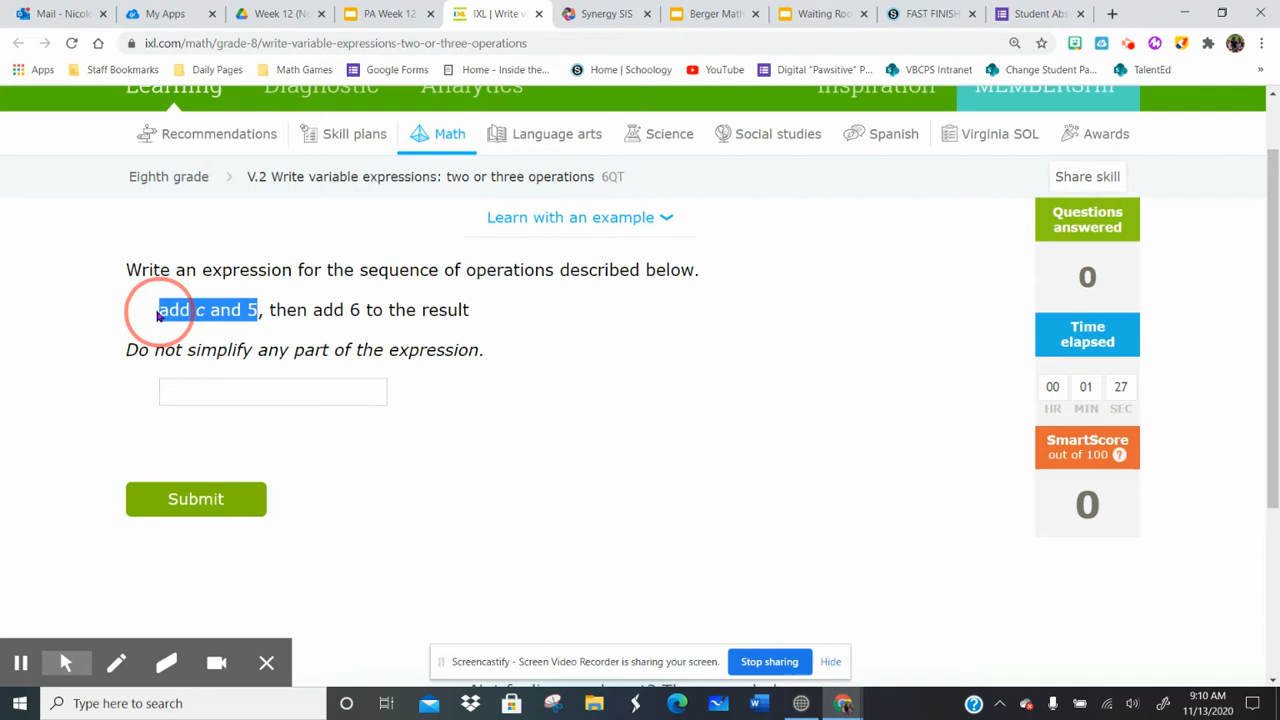 Mail - Nicole
My Apps
Week 12 (N
PA Week 12
IXL | Write v
Synergy SIS
Berger Math
Waiting Roo
FAST FINISH
Student Abs
ixl.com/math/grade-8/write-variable-expressions-two-or-three-operations
Apps
Staff Bookmarks
Daily Pages
Math Games
Google Forms
Home - Inside the...
Home | Schoology
YouTube
Digital "Pawsitive" P...
VBCPS Intranet
Change Student Pa...
TalentEd
»
Learning
Diagnostic
Analytics
Inspiration
MEMBERSHIP
Recommendations
Skill plans
Math
Language arts
Science
Social studies
Spanish
Virginia SOL
Awards
Eighth grade > V.2 Write variable expressions: two or three operations 6QT
Share skill
Learn with an example
Questions
answered
0
Write an expression for the sequence of operations described below.
add c and 5, then add 6 to the result
Do not simplify any part of the expression.
Submit
Time
elapsed
00 01 27
HR MIN SEC
SmartScore
out of 100 ?
0
Screencastify - Screen Video Recorder is sharing your screen.
Stop sharing
Hide
Type here to search
9:10 AM
11/13/2020